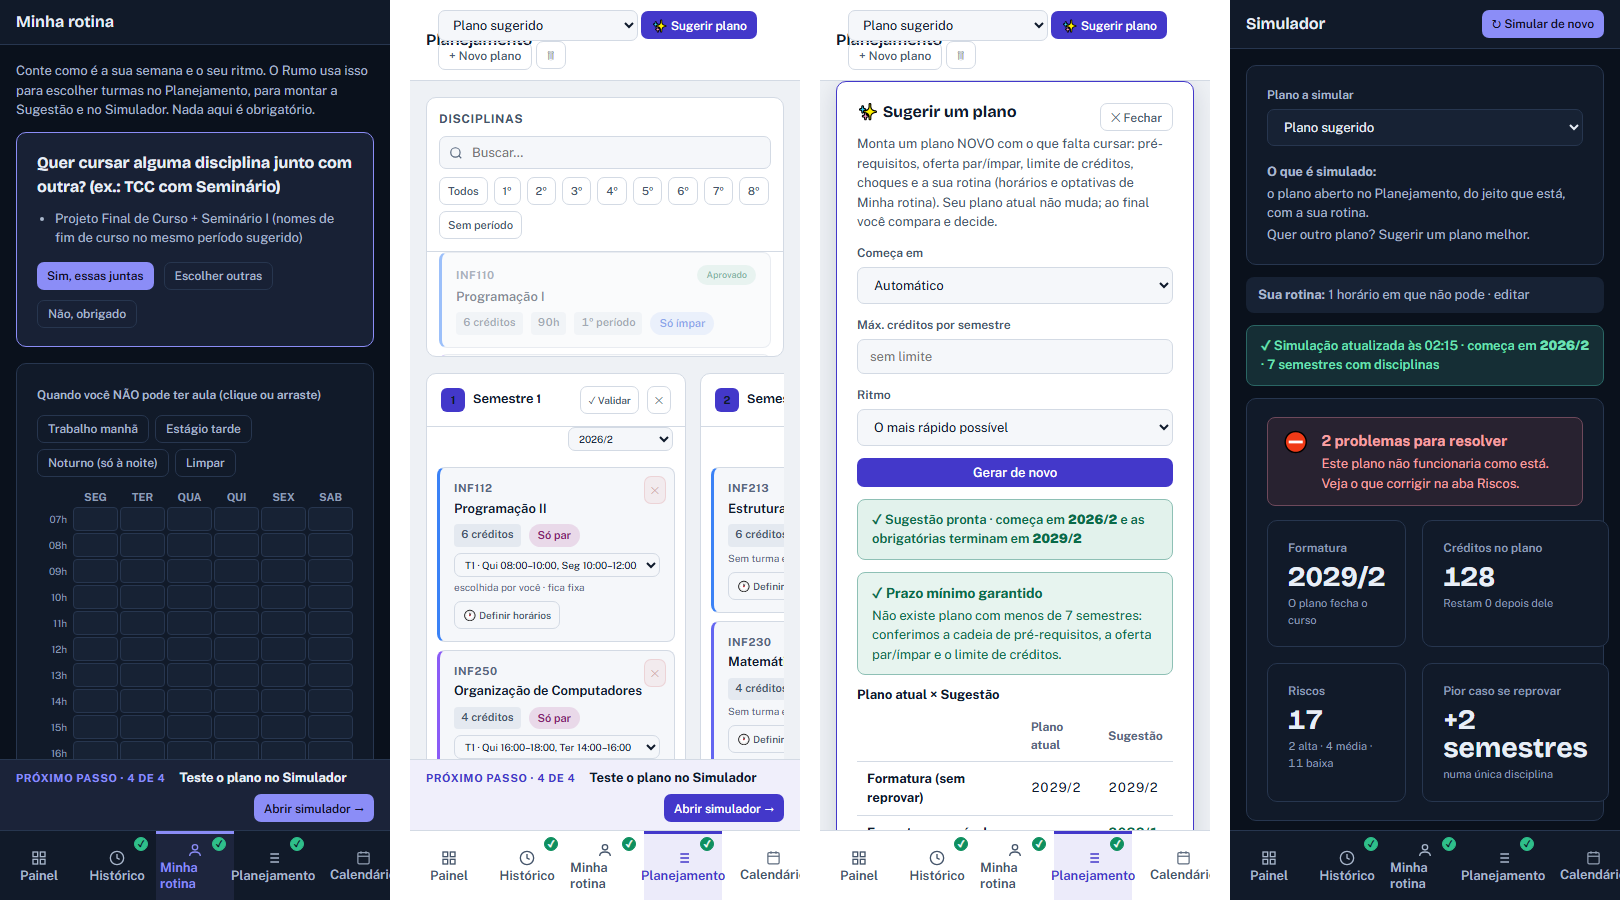 Minha rotina
Conte como é a sua semana e o seu ritmo. O Rumo usa isso
para escolher turmas no Planejamento, para montar a
Sugestão e no Simulador. Nada aqui é obrigatório.
Quer cursar alguma disciplina junto com
outra? (ex.: TCC com Seminário)
• Projeto Final de Curso + Seminário I (nomes de
fim de curso no mesmo período sugerido)
Sim, essas juntas
Escolher outras
Não, obrigado
Quando você NÃO pode ter aula (clique ou arraste)
Trabalho manhã
Estágio tarde
Noturno (só à noite)
Limpar
SEG TER QUA QUI SEX SAB
07h
08h
09h
10h
11h
12h
13h
14h
15h
16h
PRÓXIMO PASSO · 4 DE 4 Teste o plano no Simulador
Abrir simulador →
Painel
Histórico
Minha
rotina
Planejamento
Calendári
Plano sugerido
✨ Sugerir plano
Planejamento
+ Novo plano
DISCIPLINAS
Buscar...
Todos 1º 2º 3º 4º 5º 6º 7º 8º
Sem período
INF110
Aprovado
Programação I
6 créditos 90h 1º período Só ímpar
1 Semestre 1 ✓ Validar ×
2026/2
INF112 ×
Programação II
6 créditos Só par
T1 · Qui 08:00–10:00, Seg 10:00–12:00
escolhida por você · fica fixa
Definir horários
INF250 ×
Organização de Computadores
4 créditos Só par
T1 · Qui 16:00–18:00, Ter 14:00–16:00
2 Semes
INF213
Estrutura
6 crédito
Sem turma e
Definir
INF230
Matemát
4 créditos
Sem turma e
Definir
PRÓXIMO PASSO · 4 DE 4 Teste o plano no Simulador
Abrir simulador →
Painel
Histórico
Minha
rotina
Planejamento
Calendári
Plano sugerido
✨ Sugerir plano
Planejamento
+ Novo plano
✨ Sugerir um plano
× Fechar
Monta um plano NOVO com o que falta cursar: pré-
requisitos, oferta par/ímpar, limite de créditos,
choques e a sua rotina (horários e optativas de
Minha rotina). Seu plano atual não muda; ao final
você compara e decide.
Começa em
Automático
Máx. créditos por semestre
sem limite
Ritmo
O mais rápido possível
Gerar de novo
✓ Sugestão pronta · começa em 2026/2 e as
obrigatórias terminam em 2029/2
✓ Prazo mínimo garantido
Não existe plano com menos de 7 semestres:
conferimos a cadeia de pré-requisitos, a oferta
par/ímpar e o limite de créditos.
Plano atual × Sugestão
Plano
atual
Sugestão
Formatura (sem
reprovar)
2029/2 2029/2
Painel
Histórico
Minha
rotina
Planejamento
Calendári
Simulador
↻ Simular de novo
Plano a simular
Plano sugerido
O que é simulado:
o plano aberto no Planejamento, do jeito que está,
com a sua rotina.
Quer outro plano? Sugerir um plano melhor.
Sua rotina: 1 horário em que não pode · editar
✓ Simulação atualizada às 02:15 · começa em 2026/2
· 7 semestres com disciplinas
2 problemas para resolver
Este plano não funcionaria como está.
Veja o que corrigir na aba Riscos.
Formatura
2029/2
O plano fecha o
curso
Créditos no plano
128
Restam 0 depois dele
Riscos
17
2 alta · 4 média ·
11 baixa
Pior caso se reprovar
+2
semestres
numa única disciplina
Painel
Histórico
Minha
rotina
Planejamento
Calendári